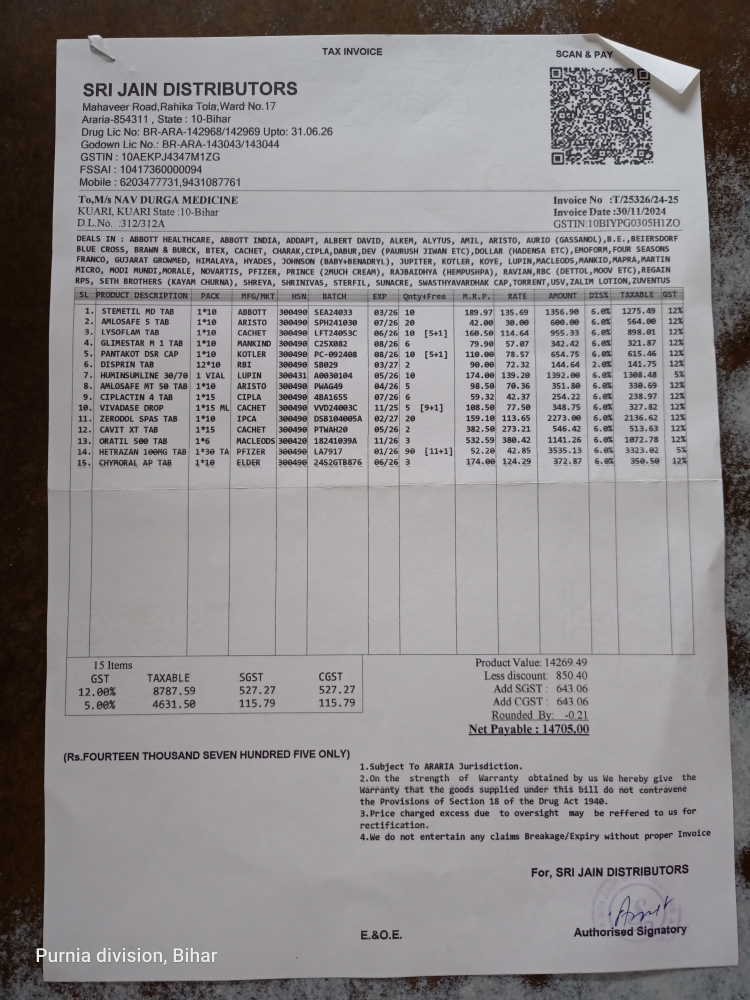 TAX INVOICE
SCAN & PAY
SRI JAIN DISTRIBUTORS
Mahaveer Road,Rahika Tola,Ward No.17
Araria-854311 , State : 10-Bihar
Drug Lic No: BR-ARA-142968/142969 Upto: 31.06.26
Godown Lic No.: BR-ARA-143043/143044
GSTIN : 10AEKPJ4347M1ZG
FSSAI : 10417360000094
Mobile : 6203477731,9431087761
To,M/s NAV DURGA MEDICINE
KUARI, KUARI State :10-Bihar
D.L.No. :312/312A
Invoice No :T/25326/24-25
Invoice Date :30/11/2024
GSTIN:10BIYPG0305H1ZO
DEALS IN : ABBOTT HEALTHCARE, ABBOTT INDIA, ADDAPT, ALBERT DAVID, ALKEM, ALYTUS, AMIL, ARISTO, AURIO (GASSANOL),B.E.,BEIERSDORF
BLUE CROSS, BRAWN & BURCK, BTEX, CACHET, CHARAK,CIPLA,DABUR,DEV (PAURUSH JIWAN ETC),DOLLAR (HADENSA ETC),EMOFORM,FOUR SEASONS
FRANCO, GUJARAT GROWMED, HIMALAYA, HYADES, JOHNSON (BABY+BENADRYL), JUPITER, KOTLER, KOYE, LUPIN,MACLEODS,MANKID,MAPRA,MARTIN
MICRO, MODI MUNDI,MORALE, NOVARTIS, PFIZER, PRINCE (2MUCH CREAM), RAJBAIDHYA (HEMPUSHPA), RAVIAN,RBC (DETTOL,MOOV ETC),REGAIN
RPS, SETH BROTHERS (KAYAM CHURNA), SHREYA, SHRINIVAS, STERFIL, SUNACRE, SWASTHYAVARDHAK CAP,TORRENT,USV,ZALIM LOTION,ZUVENTUS
SL PRODUCT DESCRIPTION PACK MFG/MKT HSN BATCH EXP Qnty+Free M.R.P. RATE AMOUNT DIS% TAXABLE GST
1. STEMETIL MD TAB 1*10 ABBOTT 300490 SEA24033 03/26 10 189.97 135.69 1356.90 6.0% 1275.49 12%
2. AMLOSAFE 5 TAB 1*10 ARISTO 300490 SPH241030 07/26 20 42.00 30.00 600.00 6.0% 564.00 12%
3. LYSOFLAM TAB 1*10 CACHET 300490 LFT24053C 06/26 10 [5+1] 160.50 114.64 955.33 6.0% 898.01 12%
4. GLIMESTAR M 1 TAB 1*10 MANKIND 300490 C25X082 08/26 6 79.90 57.07 342.42 6.0% 321.87 12%
5. PANTAKOT DSR CAP 1*10 KOTLER 300490 PC-092408 08/26 10 [5+1] 110.00 78.57 654.75 6.0% 615.46 12%
6. DISPRIN TAB 12*10 RBI 300490 SB029 03/27 2 90.00 72.32 144.64 2.0% 141.75 12%
7. HUMINSUMLINE 30/70 1 VIAL LUPIN 300431 A0030104 05/26 10 174.00 139.20 1392.00 6.0% 1308.48 5%
8. AMLOSAFE MT 50 TAB 1*10 ARISTO 300490 PWAG49 04/26 5 98.50 70.36 351.80 6.0% 330.69 12%
9. CIPLACTIN 4 TAB 1*15 CIPLA 300490 4BA1655 07/26 6 59.32 42.37 254.22 6.0% 238.97 12%
10. VIVADASE DROP 1*15 ML CACHET 300490 VVD24003C 11/25 5 [9+1] 108.50 77.50 348.75 6.0% 327.82 12%
11. ZERODOL SPAS TAB 1*10 IPCA 300490 DSB104005A 02/27 20 159.10 113.65 2273.00 6.0% 2136.62 12%
12. CAVIT XT TAB 1*15 CACHET 300490 PTWAH20 05/26 2 382.50 273.21 546.42 6.0% 513.63 12%
13. ORATIL 500 TAB 1*6 MACLEODS 300420 18241039A 11/26 3 532.59 380.42 1141.26 6.0% 1072.78 12%
14. HETRAZAN 100MG TAB 1*30 TA PFIZER 300490 LA7917 01/26 90 [11+1] 52.20 42.85 3535.13 6.0% 3323.02 5%
15. CHYMORAL AP TAB 1*10 ELDER 300490 2452GTB876 06/26 3 174.00 124.29 372.87 6.0% 350.50 12%
15 Items
GST TAXABLE SGST CGST
12.00% 8787.59 527.27 527.27
5.00% 4631.50 115.79 115.79
Product Value: 14269.49
Less discount: 850.40
Add SGST : 643.06
Add CGST : 643.06
Rounded By: -0.21
Net Payable : 14705.00
(Rs.FOURTEEN THOUSAND SEVEN HUNDRED FIVE ONLY)
1.Subject To ARARIA Jurisdiction.
2.On the strength of Warranty obtained by us We hereby give the
Warranty that the goods supplied under this bill do not contravene
the Provisions of Section 18 of the Drug Act 1940.
3.Price charged excess due to oversight may be reffered to us for
rectification.
4.We do not entertain any claims Breakage/Expiry without proper Invoice
For, SRI JAIN DISTRIBUTORS
Authorised Signatory
E.&O.E.
Purnia division, Bihar